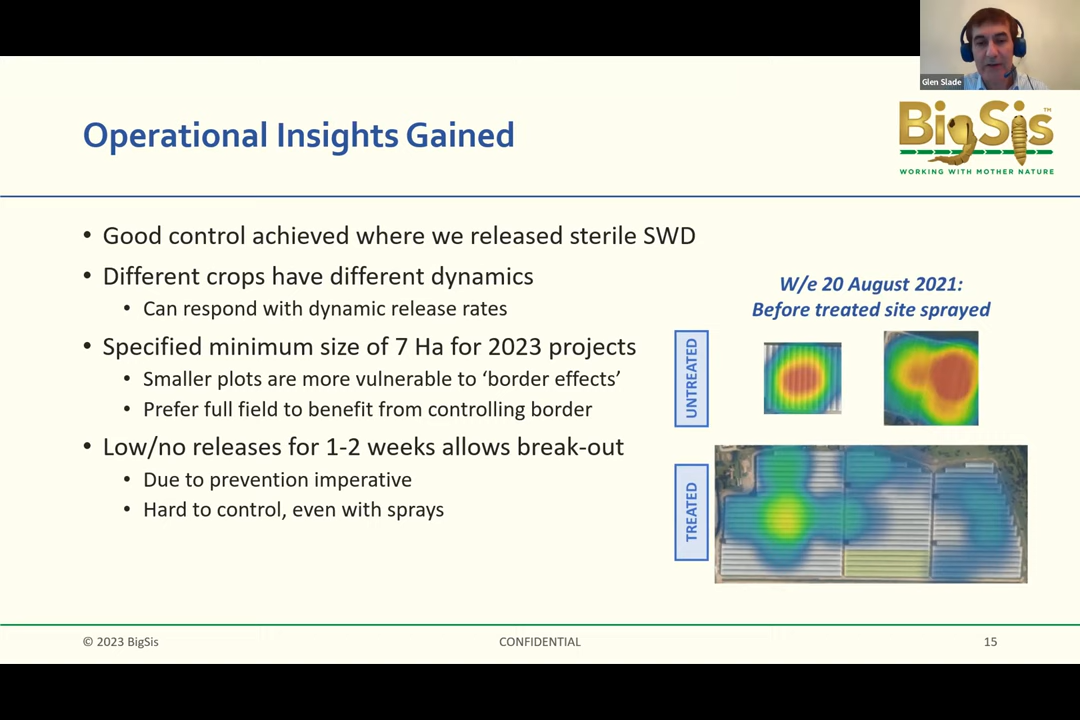 Glen Slade
BigSis™
WORKING WITH MOTHER NATURE
Operational Insights Gained
• Good control achieved where we released sterile SWD
• Different crops have different dynamics
• Can respond with dynamic release rates
• Specified minimum size of 7 Ha for 2023 projects
• Smaller plots are more vulnerable to ‘border effects’
• Prefer full field to benefit from controlling border
• Low/no releases for 1-2 weeks allows break-out
• Due to prevention imperative
• Hard to control, even with sprays
W/e 20 August 2021:
Before treated site sprayed
UNTREATED
TREATED
© 2023 BigSis
CONFIDENTIAL
15